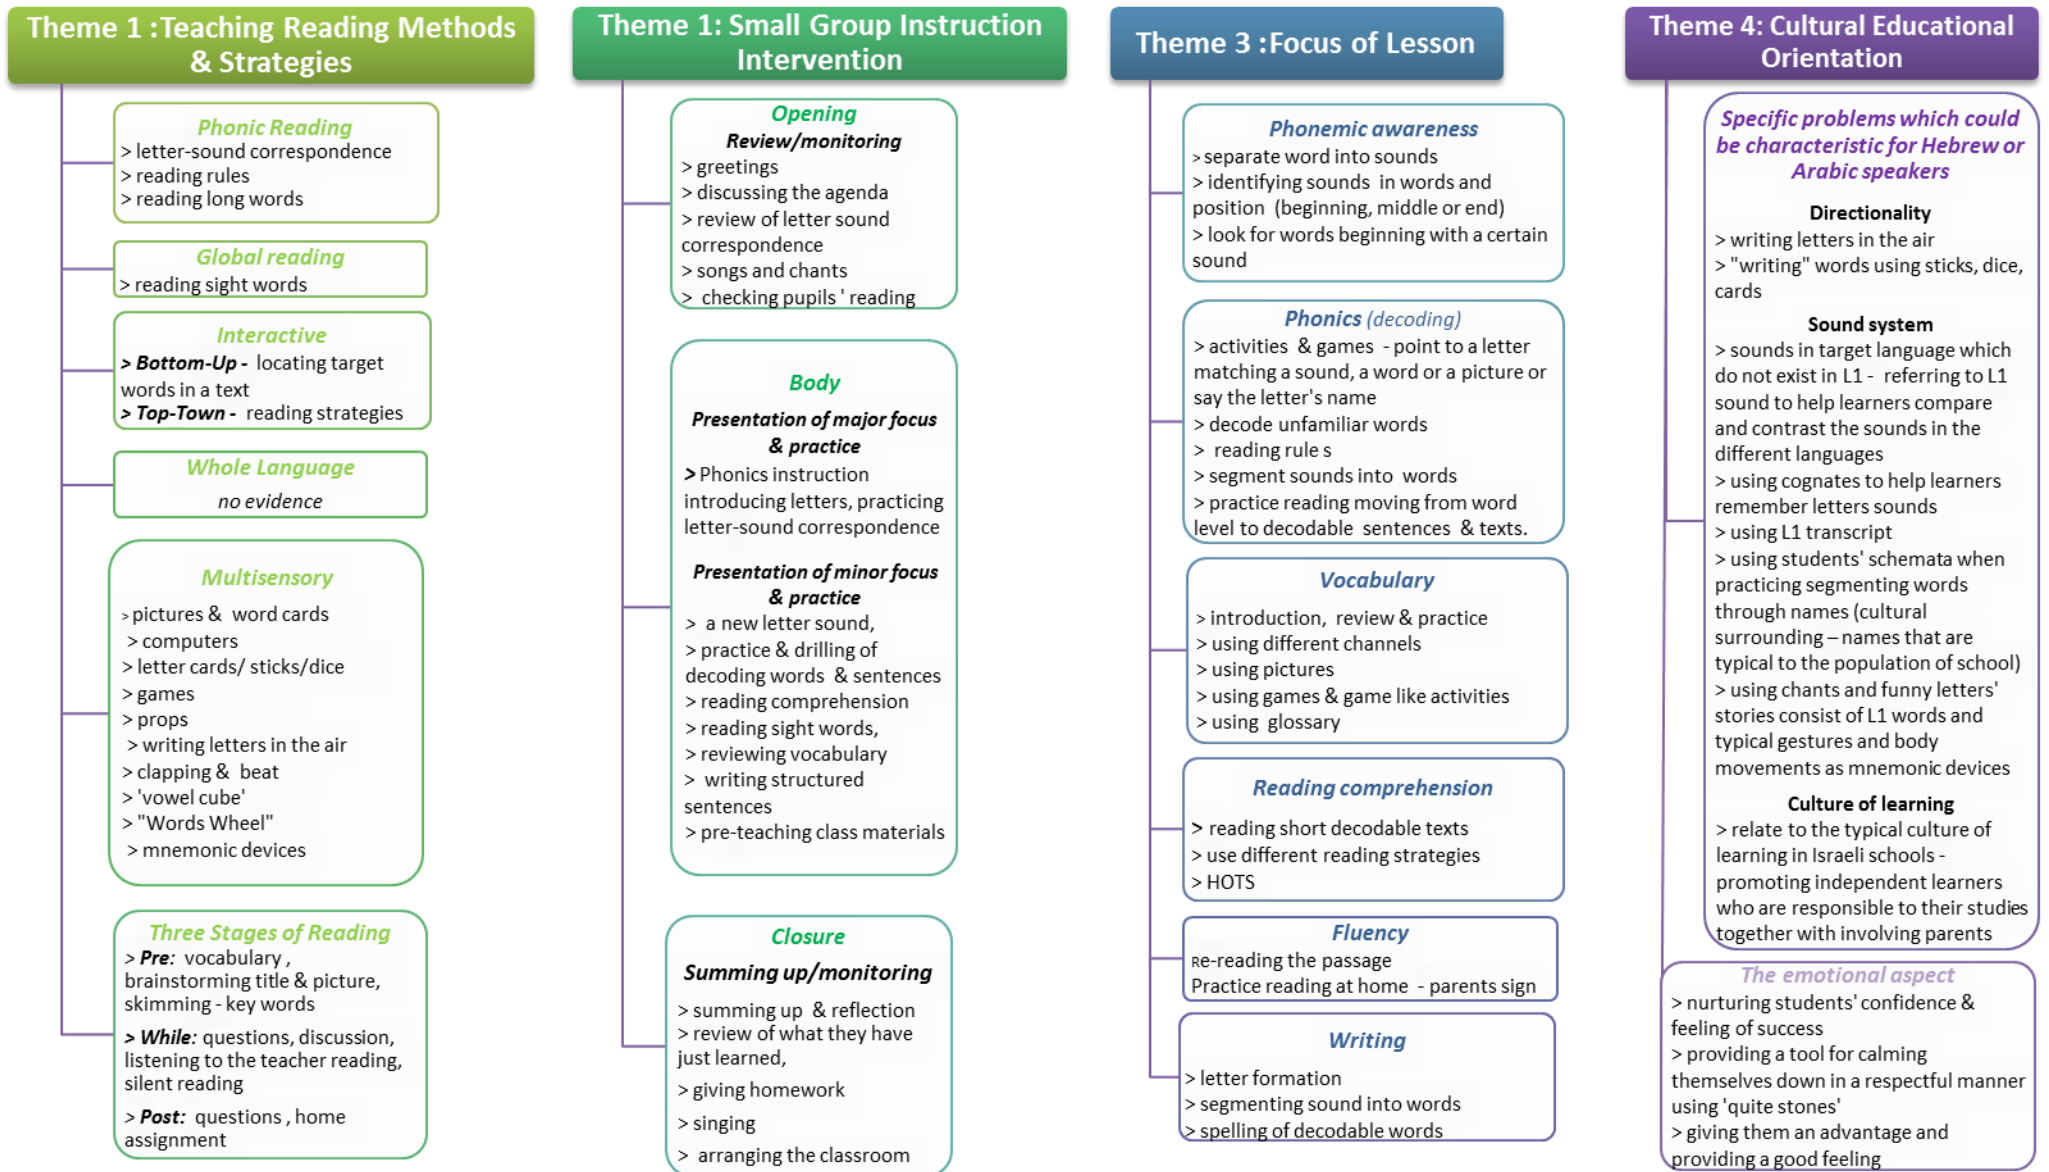 Theme 1 :Teaching Reading Methods
& Strategies
Phonic Reading
> letter-sound correspondence
> reading rules
> reading long words
Global reading
> reading sight words
Interactive
> Bottom-Up - locating target
words in a text
> Top-Town - reading strategies
Whole Language
no evidence
Multisensory
> pictures & word cards
> computers
> letter cards/ sticks/dice
> games
> props
> writing letters in the air
> clapping & beat
> 'vowel cube'
> "Words Wheel"
> mnemonic devices
Three Stages of Reading
> Pre: vocabulary ,
brainstorming title & picture,
skimming - key words
> While: questions, discussion,
listening to the teacher reading,
silent reading
> Post: questions , home
assignment
Theme 1: Small Group Instruction
Intervention
Opening
Review/monitoring
> greetings
> discussing the agenda
> review of letter sound
correspondence
> songs and chants
> checking pupils ' reading
Body
Presentation of major focus
& practice
> Phonics instruction
introducing letters, practicing
letter-sound correspondence
Presentation of minor focus
& practice
> a new letter sound,
> practice & drilling of
decoding words & sentences
> reading comprehension
> reading sight words,
> reviewing vocabulary
> writing structured
sentences
> pre-teaching class materials
Closure
Summing up/monitoring
> summing up & reflection
> review of what they have
just learned,
> giving homework
> singing
> arranging the classroom
Theme 3 :Focus of Lesson
Phonemic awareness
> separate word into sounds
> identifying sounds in words and
position (beginning, middle or end)
> look for words beginning with a certain
sound
Phonics (decoding)
> activities & games - point to a letter
matching a sound, a word or a picture or
say the letter's name
> decode unfamiliar words
> reading rule s
> segment sounds into words
> practice reading moving from word
level to decodable sentences & texts.
Vocabulary
> introduction, review & practice
> using different channels
> using pictures
> using games & game like activities
> using glossary
Reading comprehension
> reading short decodable texts
> use different reading strategies
> HOTS
Fluency
Re-reading the passage
Practice reading at home - parents sign
Writing
> letter formation
> segmenting sound into words
> spelling of decodable words
Theme 4: Cultural Educational
Orientation
Specific problems which could
be characteristic for Hebrew or
Arabic speakers
Directionality
> writing letters in the air
> "writing" words using sticks, dice,
cards
Sound system
> sounds in target language which
do not exist in L1 - referring to L1
sound to help learners compare
and contrast the sounds in the
different languages
> using cognates to help learners
remember letters sounds
> using L1 transcript
> using students' schemata when
practicing segmenting words
through names (cultural
surrounding – names that are
typical to the population of school)
> using chants and funny letters'
stories consist of L1 words and
typical gestures and body
movements as mnemonic devices
Culture of learning
> relate to the typical culture of
learning in Israeli schools -
promoting independent learners
who are responsible to their studies
together with involving parents
The emotional aspect
> nurturing students' confidence &
feeling of success
> providing a tool for calming
themselves down in a respectful manner
using 'quite stones'
> giving them an advantage and
providing a good feeling